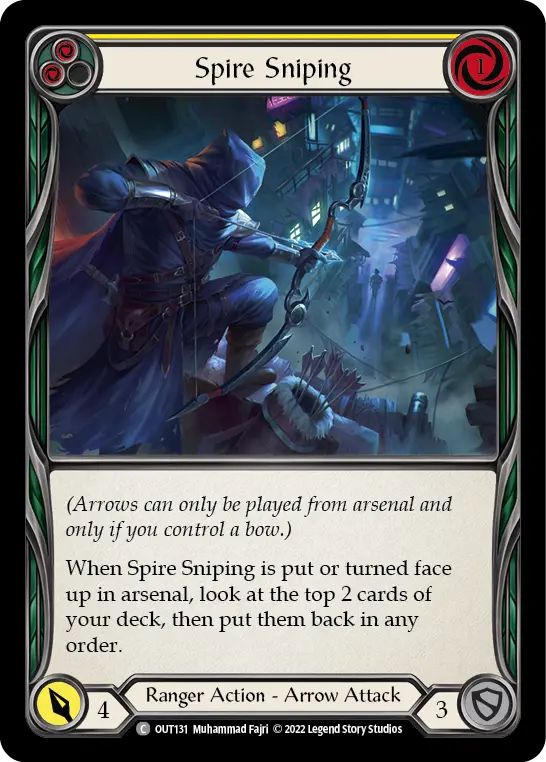 Spire Sniping
1
(Arrows can only be played from arsenal and
only if you control a bow.)
When Spire Sniping is put or turned face
up in arsenal, look at the top 2 cards of
your deck, then put them back in any
order.
4
Ranger Action - Arrow Attack
3
C OUT131 Muhammad Fajri © 2022 Legend Story Studios